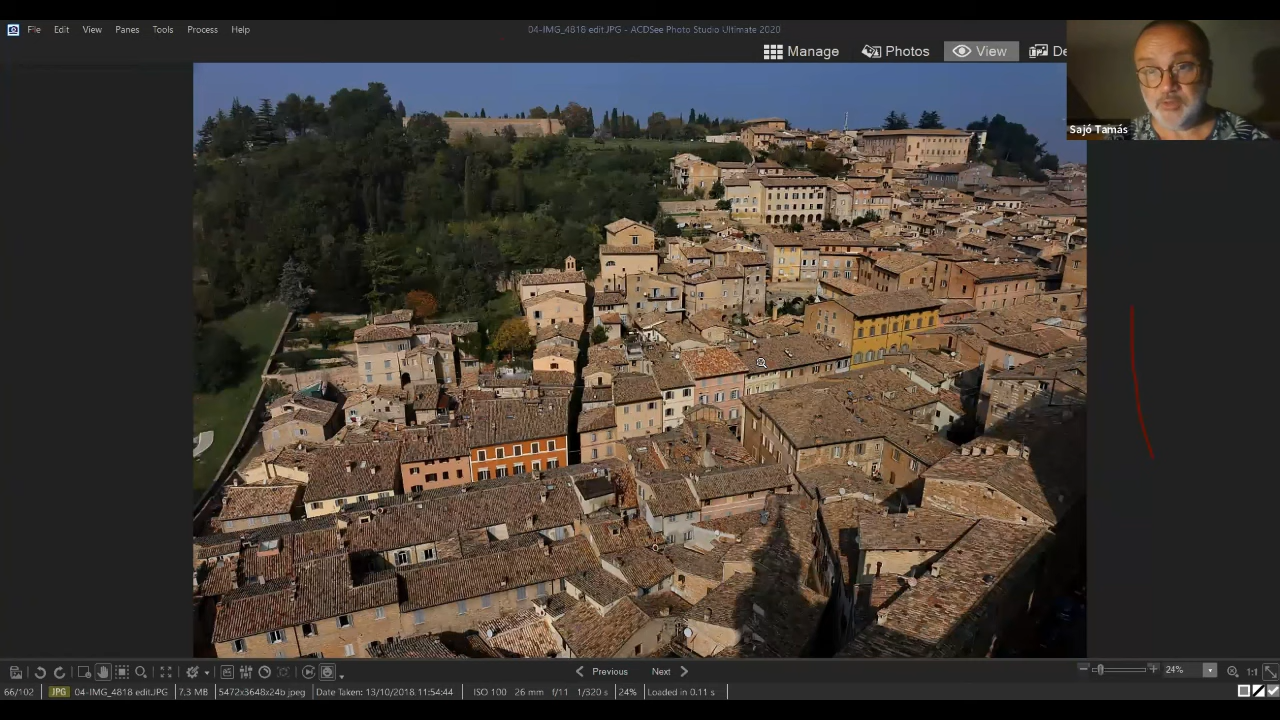 File Edit View Panes Tools Process Help
04-IMG_4818 edit.JPG - ACDSee Photo Studio Ultimate 2020
Manage Photos View De
Sajó Tamás
Previous Next
24%
1:1
66/102 JPG 04-IMG_4818 edit.JPG 7,3 MB 5472x3648x24b jpeg Date Taken: 13/10/2018.11:54:44 ISO 100 26 mm f/11 1/320 s 24% Loaded in 0.11 s